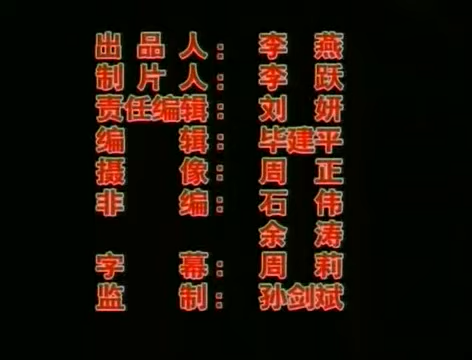 出品人：李燕
制片人：李跃
责任编辑：刘妍
编辑：毕建平
摄像：周正
非编：石伟
余涛
字幕：周莉
监制：孙剑斌